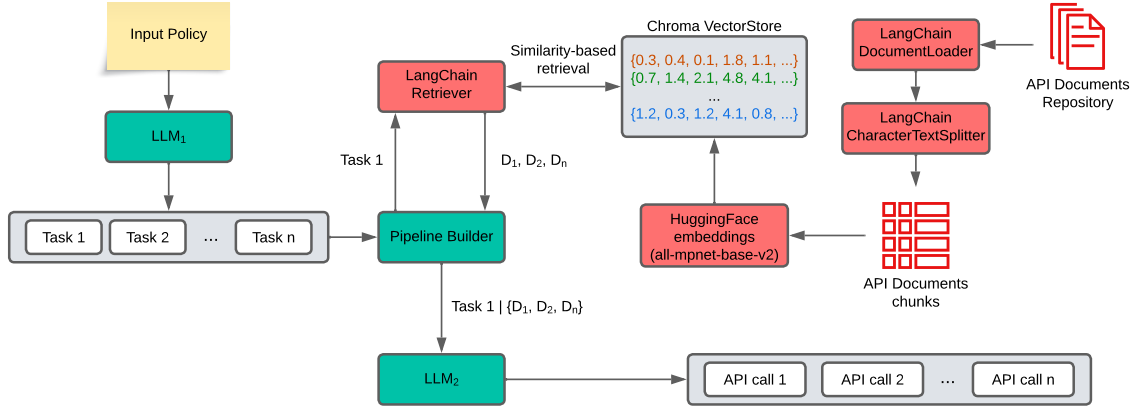 Input Policy
LLM1
Task 1
Task 2
...
Task n
LangChain
Retriever
Similarity-based
retrieval
Task 1
D1, D2, Dn
Pipeline Builder
Task 1 | {D1, D2, Dn}
LLM2
API call 1
API call 2
...
API call n
Chroma VectorStore
{0.3, 0.4, 0.1, 1.8, 1.1, ...}
{0.7, 1.4, 2.1, 4.8, 4.1, ...}
...
{1.2, 0.3, 1.2, 4.1, 0.8, ...}
HuggingFace
embeddings
(all-mpnet-base-v2)
LangChain
DocumentLoader
LangChain
CharacterTextSplitter
API Documents
Repository
API Documents
chunks